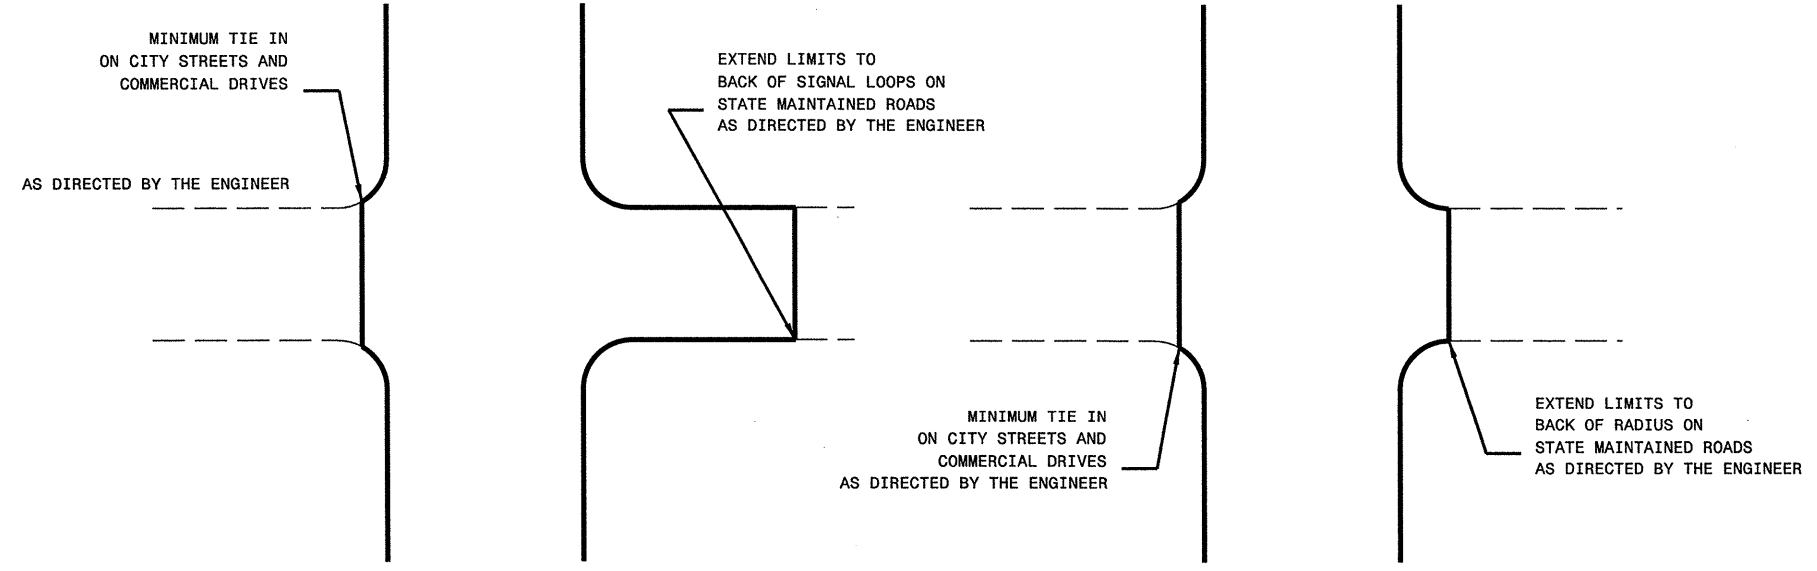 MINIMUM TIE IN
ON CITY STREETS AND
COMMERCIAL DRIVES
AS DIRECTED BY THE ENGINEER
EXTEND LIMITS TO
BACK OF SIGNAL LOOPS ON
STATE MAINTAINED ROADS
AS DIRECTED BY THE ENGINEER
MINIMUM TIE IN
ON CITY STREETS AND
COMMERCIAL DRIVES
AS DIRECTED BY THE ENGINEER
EXTEND LIMITS TO
BACK OF RADIUS ON
STATE MAINTAINED ROADS
AS DIRECTED BY THE ENGINEER